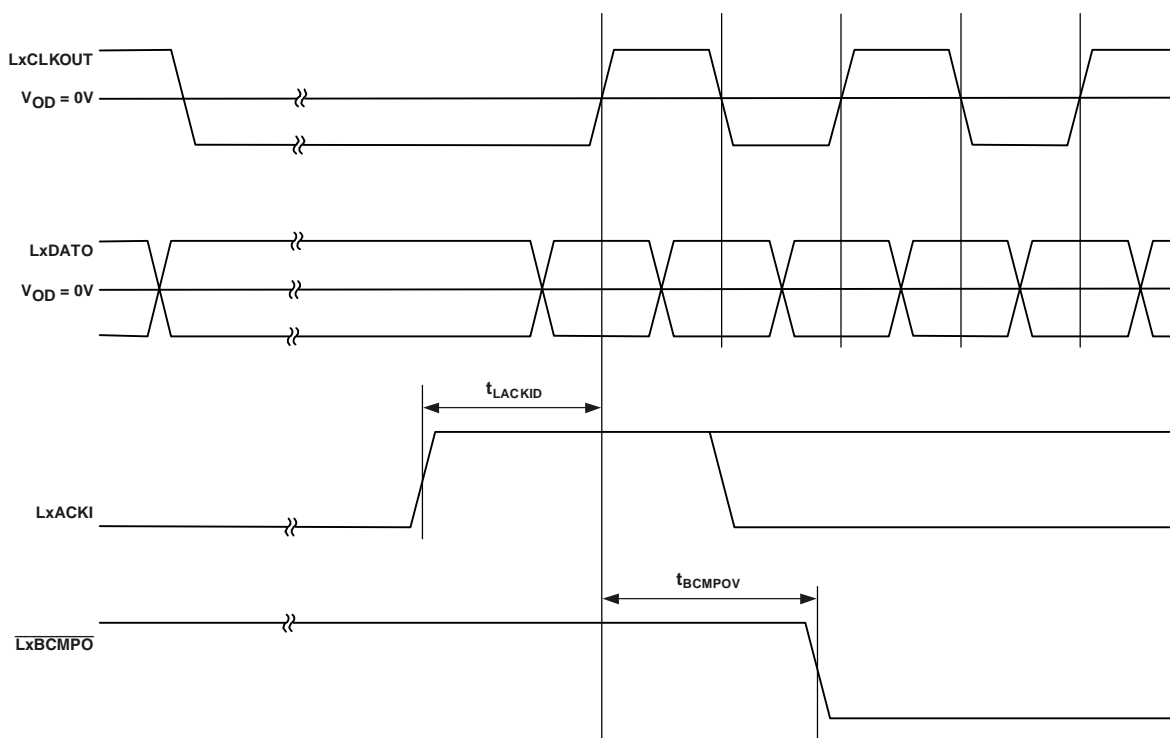 LxCLKOUT
VOD = 0V
LxDATO
VOD = 0V
tLACKID
LxACKI
tBCMPOV
LxBCMPO